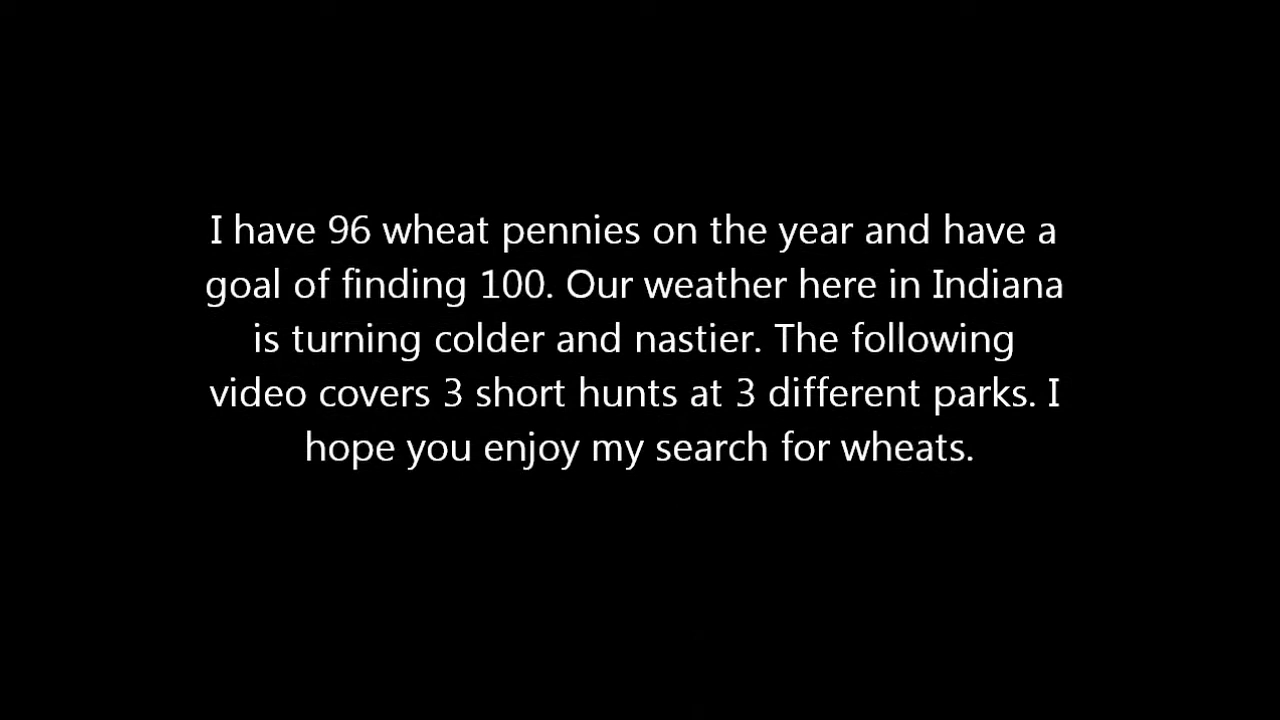 I have 96 wheat pennies on the year and have a
goal of finding 100. Our weather here in Indiana
is turning colder and nastier. The following
video covers 3 short hunts at 3 different parks. I
hope you enjoy my search for wheats.